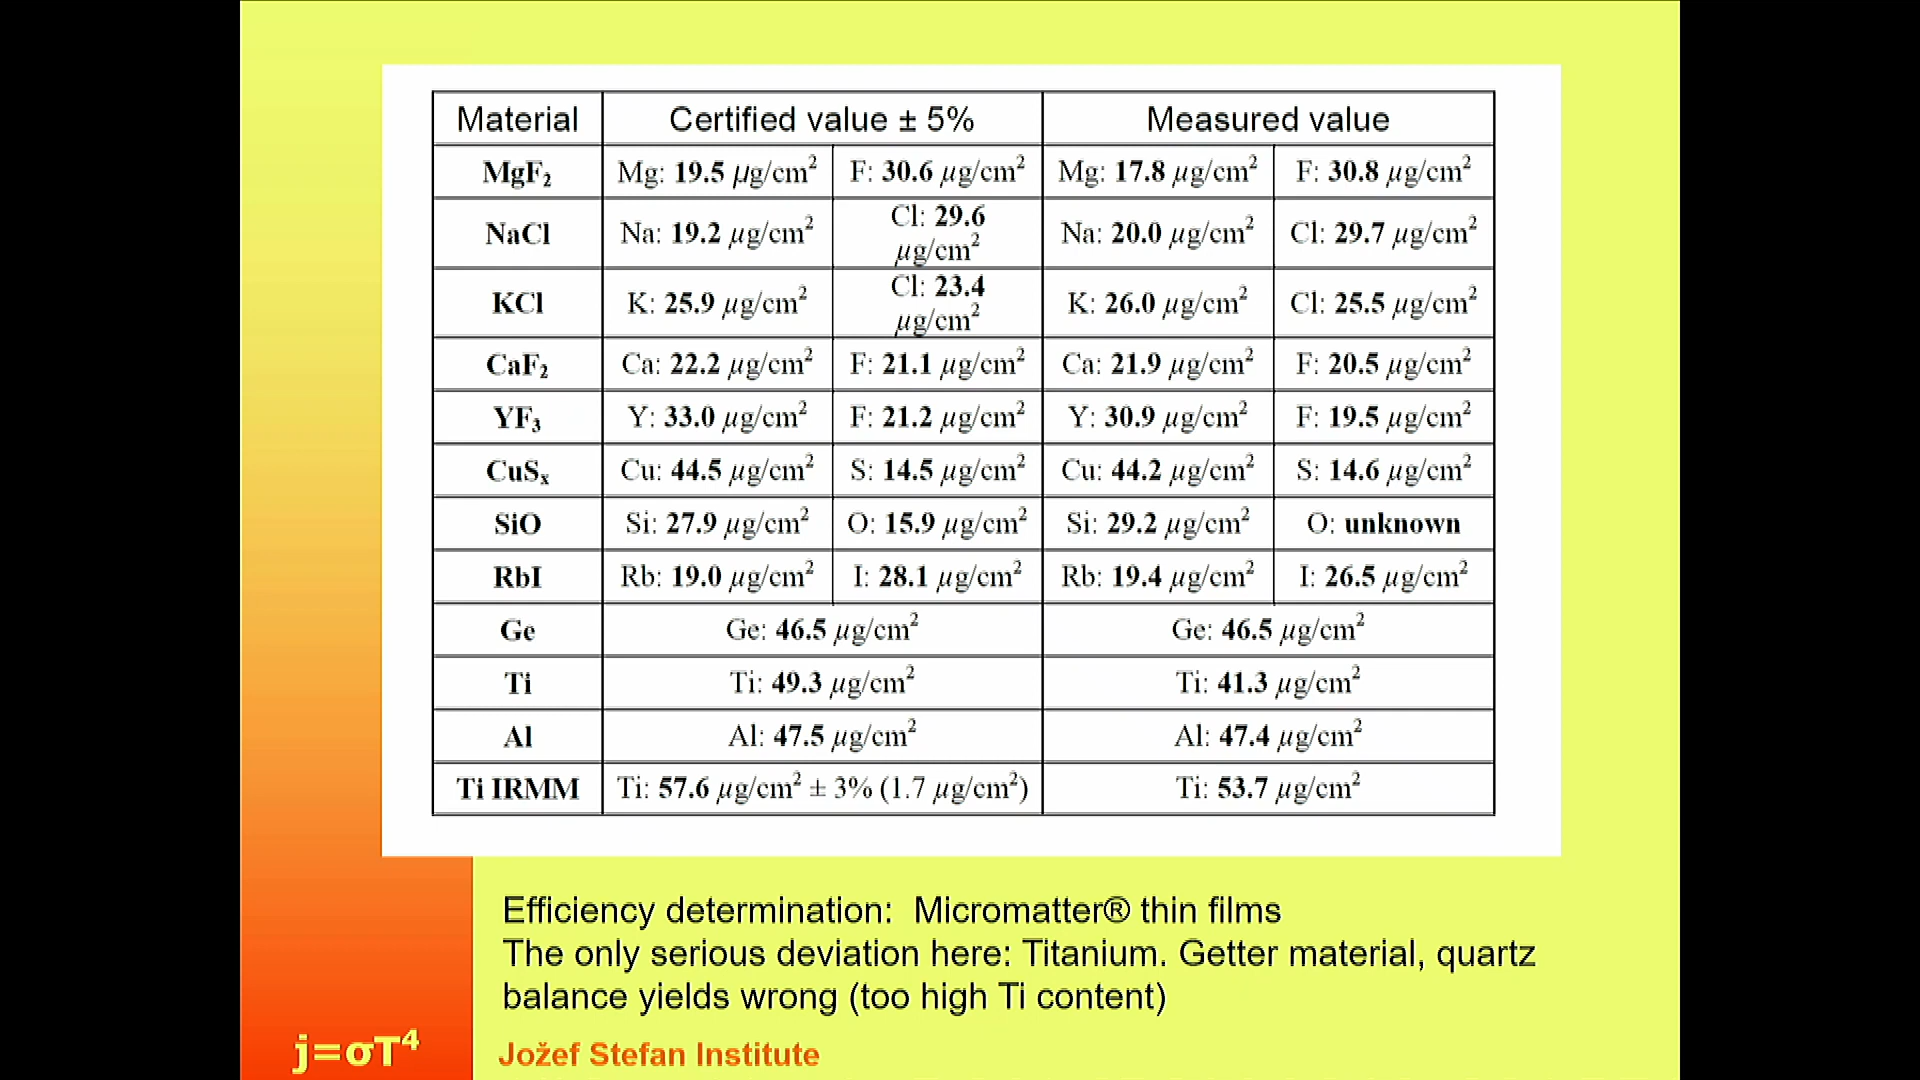 Material Certified value ± 5% Measured value
MgF₂ Mg: 19.5 µg/cm² F: 30.6 µg/cm² Mg: 17.8 µg/cm² F: 30.8 µg/cm²
NaCl Na: 19.2 µg/cm² Cl: 29.6 µg/cm² Na: 20.0 µg/cm² Cl: 29.7 µg/cm²
KCl K: 25.9 µg/cm² Cl: 23.4 µg/cm² K: 26.0 µg/cm² Cl: 25.5 µg/cm²
CaF₂ Ca: 22.2 µg/cm² F: 21.1 µg/cm² Ca: 21.9 µg/cm² F: 20.5 µg/cm²
YF₃ Y: 33.0 µg/cm² F: 21.2 µg/cm² Y: 30.9 µg/cm² F: 19.5 µg/cm²
CuSₓ Cu: 44.5 µg/cm² S: 14.5 µg/cm² Cu: 44.2 µg/cm² S: 14.6 µg/cm²
SiO Si: 27.9 µg/cm² O: 15.9 µg/cm² Si: 29.2 µg/cm² O: unknown
RbI Rb: 19.0 µg/cm² I: 28.1 µg/cm² Rb: 19.4 µg/cm² I: 26.5 µg/cm²
Ge Ge: 46.5 µg/cm² Ge: 46.5 µg/cm²
Ti Ti: 49.3 µg/cm² Ti: 41.3 µg/cm²
Al Al: 47.5 µg/cm² Al: 47.4 µg/cm²
Ti IRMM Ti: 57.6 µg/cm² ± 3% (1.7 µg/cm²) Ti: 53.7 µg/cm²
Efficiency determination: Micromatter® thin films
The only serious deviation here: Titanium. Getter material, quartz
balance yields wrong (too high Ti content)
j=σT⁴
Jožef Stefan Institute